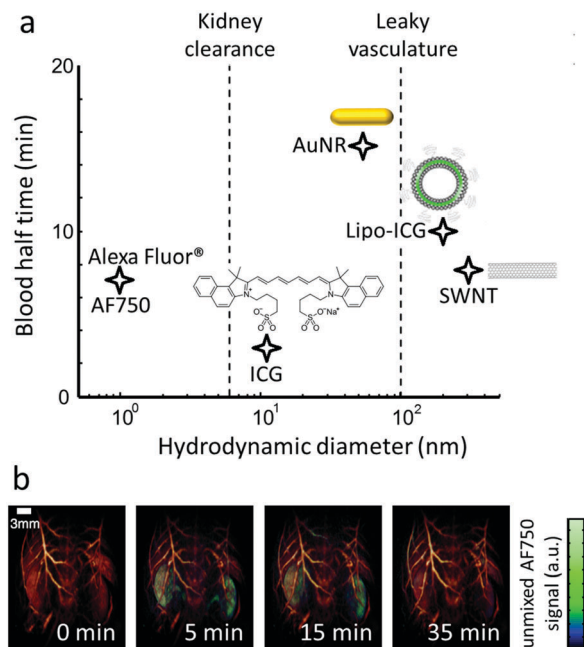 a
Kidney
clearance
Leaky
vasculature
Blood half time (min)
20
10
0
AuNR
Lipo-ICG
SWNT
Alexa Fluor®
AF750
N⁺
N
O⁻
S
O
O
O⁻Na⁺
S
O
O
ICG
10⁰
10¹
10²
Hydrodynamic diameter (nm)
b
3mm
0 min
5 min
15 min
35 min
unmixed AF750
signal (a.u.)